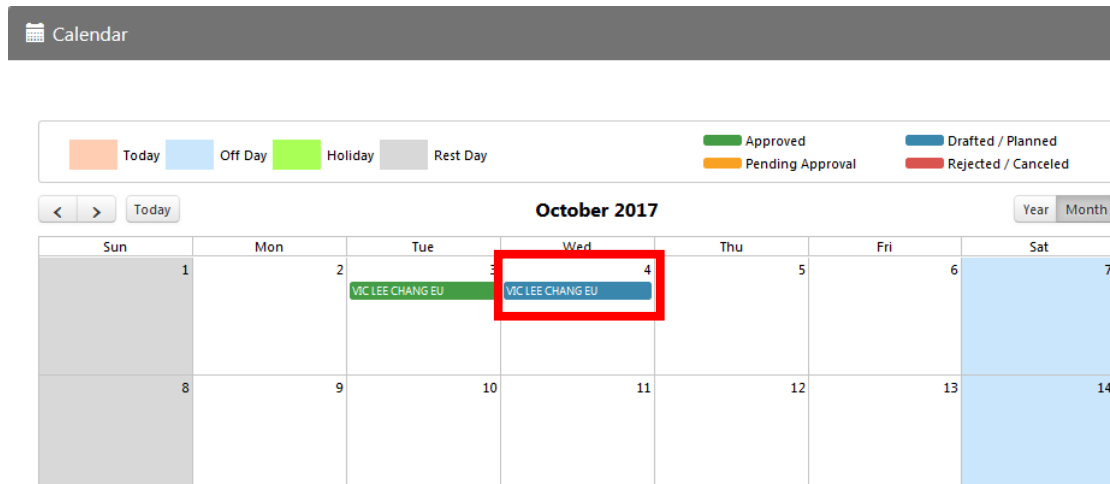 Calendar
Today Off Day Holiday Rest Day Approved Drafted / Planned
Pending Approval Rejected / Canceled
< > Today October 2017 Year Month
Sun Mon Tue Wed Thu Fri Sat
1 2 3 4 5 6 7
VIC LEE CHANG EU VIC LEE CHANG EU
8 9 10 11 12 13 14